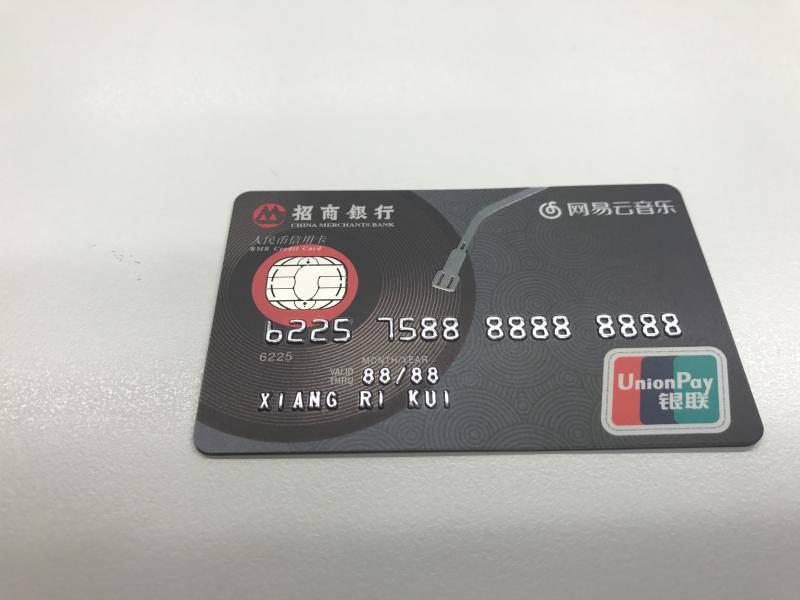 招商银行
CHINA MERCHANTS BANK
网易云音乐
人民币信用卡
RMB Credit Card
6225 7588 8888 8888
6225
MONTH/YEAR
VALID THRU 88/88
XIANG RI KUI
UnionPay
银联